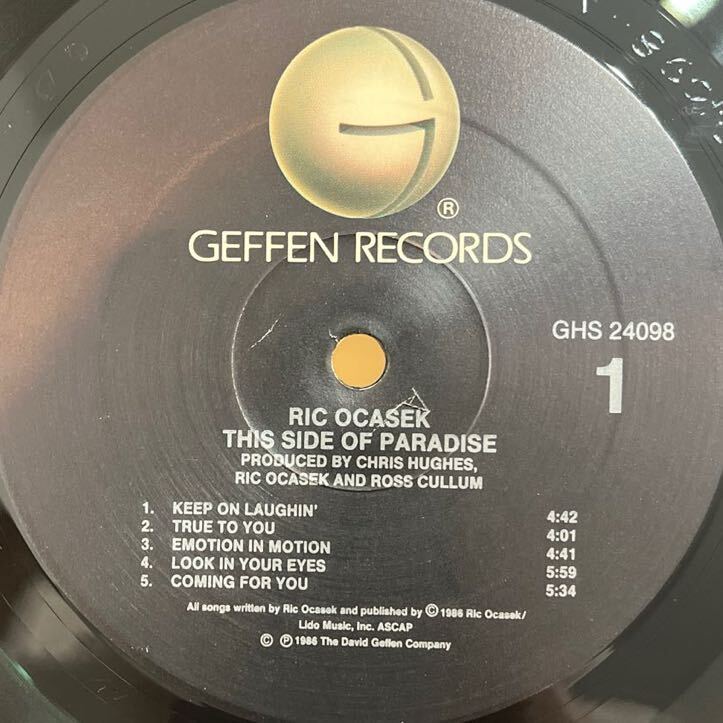 ®
GEFFEN RECORDS
GHS 24098
1
RIC OCASEK
THIS SIDE OF PARADISE
PRODUCED BY CHRIS HUGHES,
RIC OCASEK AND ROSS CULLUM
1. KEEP ON LAUGHIN' 4:42
2. TRUE TO YOU 4:01
3. EMOTION IN MOTION 4:41
4. LOOK IN YOUR EYES 5:59
5. COMING FOR YOU 5:34
All songs written by Ric Ocasek and published by © 1986 Ric Ocasek/
Lido Music, Inc. ASCAP
© ℗ 1986 The David Geffen Company